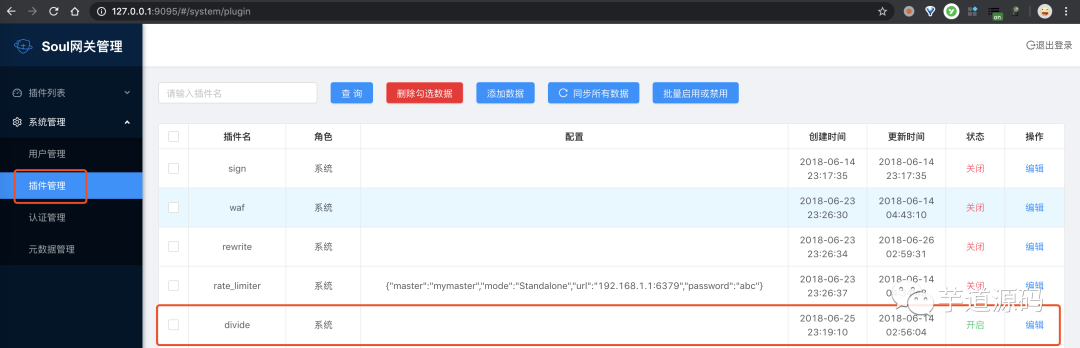 127.0.0.1:9095/#/system/plugin
on
Soul网关管理
退出登录
插件列表
系统管理
用户管理
插件管理
认证管理
元数据管理
请输入插件名 查 询 删除勾选数据 添加数据 同步所有数据 批量启用或禁用
插件名 角色 配置 创建时间 更新时间 状态 操作
sign 系统 2018-06-14 23:17:35 2018-06-14 23:17:35 关闭 编辑
waf 系统 2018-06-23 23:26:30 2018-06-14 04:43:10 关闭 编辑
rewrite 系统 2018-06-23 23:26:34 2018-06-26 02:59:31 关闭 编辑
rate_limiter 系统 {"master":"mymaster","mode":"Standalone","url":"192.168.1.1:6379","password":"abc"} 2018-06-23 23:26:37 2018-06-14 关闭 编辑
divide 系统 2018-06-25 23:19:10 2018-06-14 02:56:04 开启 编辑
芋道源码